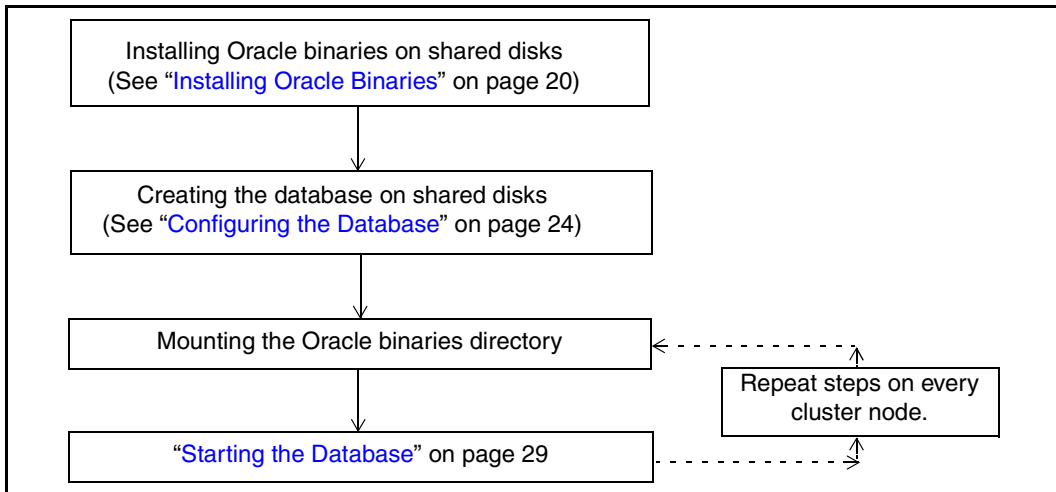 Installing Oracle binaries on shared disks
(See “Installing Oracle Binaries” on page 20)
Creating the database on shared disks
(See “Configuring the Database” on page 24)
Mounting the Oracle binaries directory
Repeat steps on every
cluster node.
“Starting the Database” on page 29